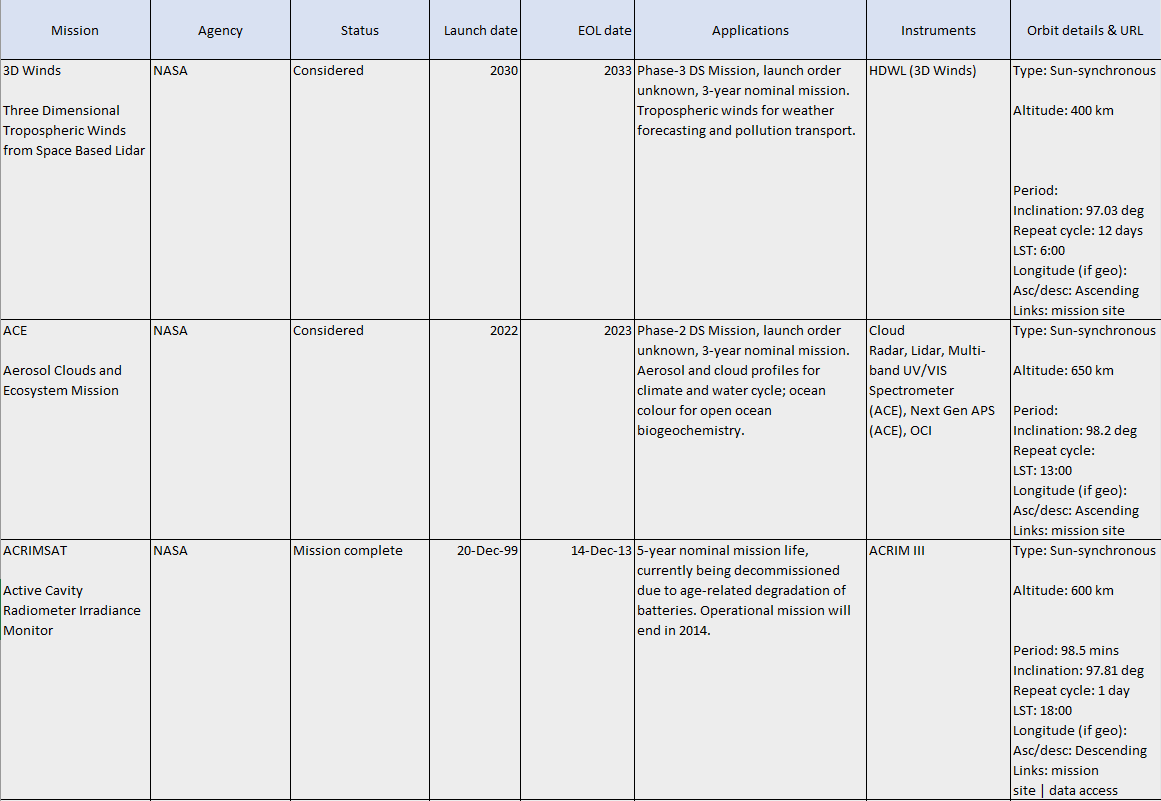 Mission
Agency
Status
Launch date
EOL date
Applications
Instruments
Orbit details & URL
3D Winds
Three Dimensional
Tropospheric Winds
from Space Based Lidar
NASA
Considered
2030
2033
Phase-3 DS Mission, launch order
unknown, 3-year nominal mission.
Tropospheric winds for weather
forecasting and pollution transport.
HDWL (3D Winds)
Type: Sun-synchronous
Altitude: 400 km
Period:
Inclination: 97.03 deg
Repeat cycle: 12 days
LST: 6:00
Longitude (if geo):
Asc/desc: Ascending
Links: mission site
ACE
Aerosol Clouds and
Ecosystem Mission
NASA
Considered
2022
2023
Phase-2 DS Mission, launch order
unknown, 3-year nominal mission.
Aerosol and cloud profiles for
climate and water cycle; ocean
colour for open ocean
biogeochemistry.
Cloud
Radar, Lidar, Multi-
band UV/VIS
Spectrometer
(ACE), Next Gen APS
(ACE), OCI
Type: Sun-synchronous
Altitude: 650 km
Period:
Inclination: 98.2 deg
Repeat cycle:
LST: 13:00
Longitude (if geo):
Asc/desc: Ascending
Links: mission site
ACRIMSAT
Active Cavity
Radiometer Irradiance
Monitor
NASA
Mission complete
20-Dec-99
14-Dec-13
5-year nominal mission life,
currently being decommissioned
due to age-related degradation of
batteries. Operational mission will
end in 2014.
ACRIM III
Type: Sun-synchronous
Altitude: 600 km
Period: 98.5 mins
Inclination: 97.81 deg
Repeat cycle: 1 day
LST: 18:00
Longitude (if geo):
Asc/desc: Descending
Links: mission
site | data access